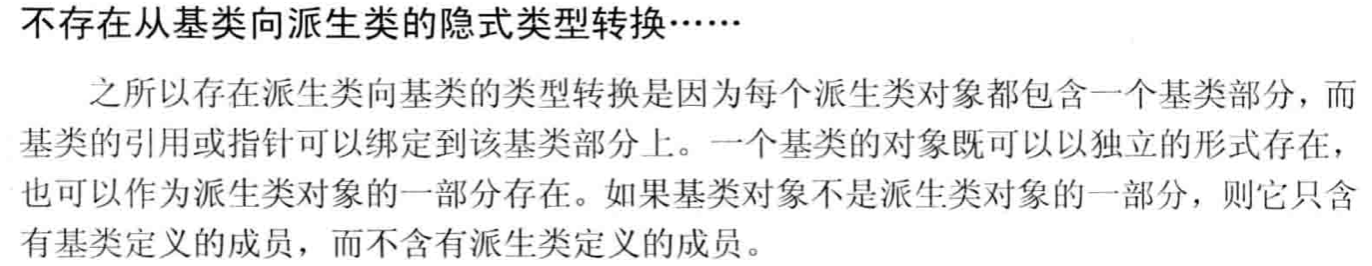 不存在从基类向派生类的隐式类型转换……
之所以存在派生类向基类的类型转换是因为每个派生类对象都包含一个基类部分，而
基类的引用或指针可以绑定到该基类部分上。一个基类的对象既可以以独立的形式存在，
也可以作为派生类对象的一部分存在。如果基类对象不是派生类对象的一部分，则它只含
有基类定义的成员，而不含有派生类定义的成员。